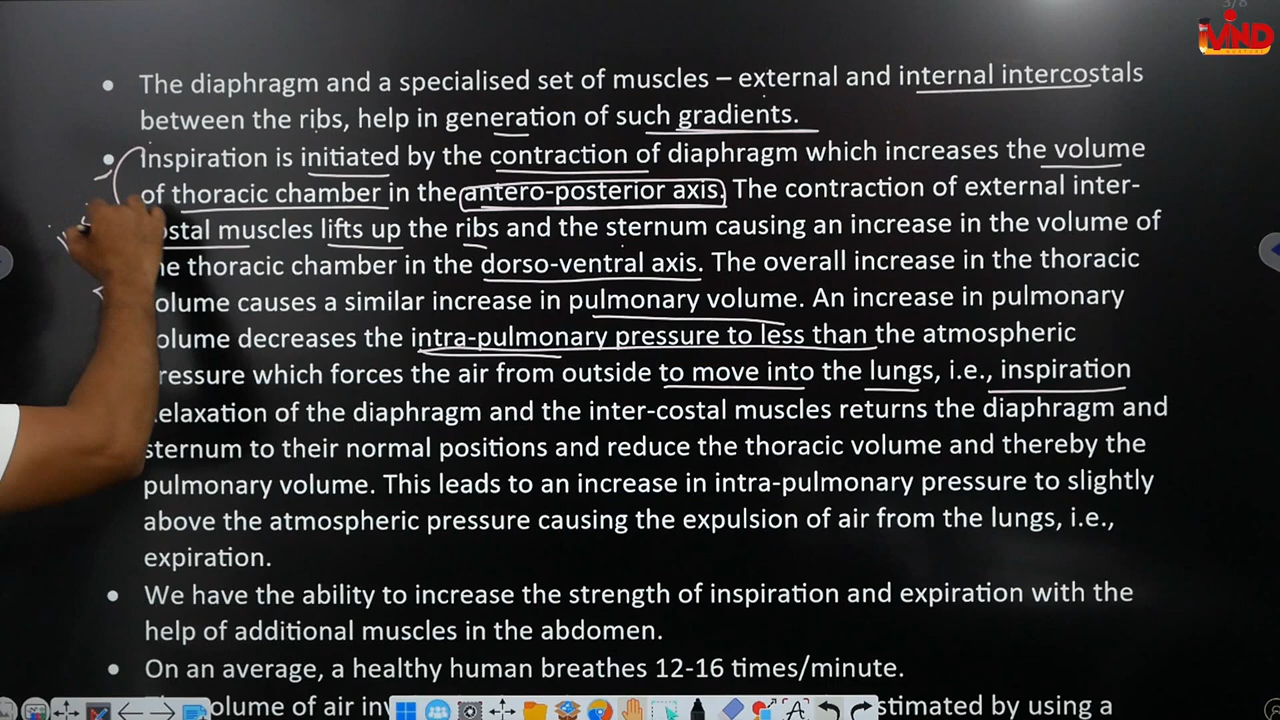 3/8
iMIND
The diaphragm and a specialised set of muscles – external and internal intercostals
between the ribs, help in generation of such gradients.
Inspiration is initiated by the contraction of diaphragm which increases the volume
of thoracic chamber in the antero-posterior axis. The contraction of external inter-
ostal muscles lifts up the ribs and the sternum causing an increase in the volume of
he thoracic chamber in the dorso-ventral axis. The overall increase in the thoracic
olume causes a similar increase in pulmonary volume. An increase in pulmonary
olume decreases the intra-pulmonary pressure to less than the atmospheric
ressure which forces the air from outside to move into the lungs, i.e., inspiration
elaxation of the diaphragm and the inter-costal muscles returns the diaphragm and
sternum to their normal positions and reduce the thoracic volume and thereby the
pulmonary volume. This leads to an increase in intra-pulmonary pressure to slightly
above the atmospheric pressure causing the expulsion of air from the lungs, i.e.,
expiration.
We have the ability to increase the strength of inspiration and expiration with the
help of additional muscles in the abdomen.
On an average, a healthy human breathes 12-16 times/minute.
olume of air inv stimated by using a